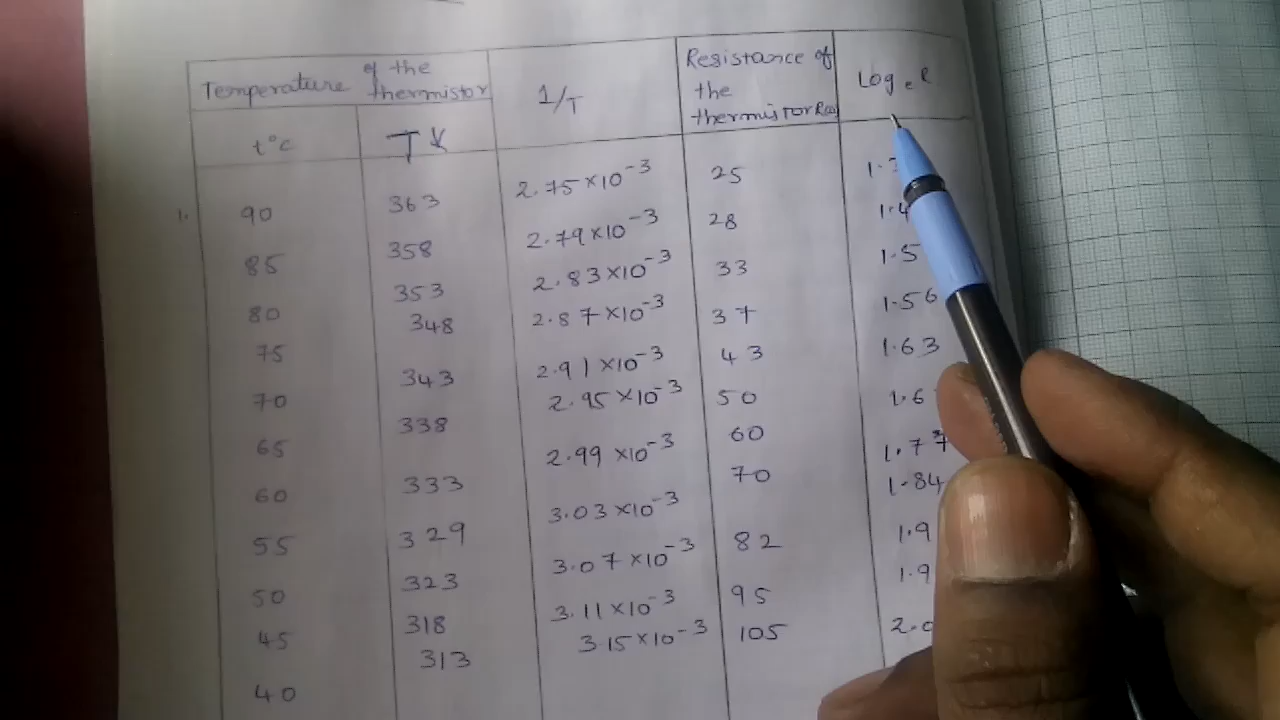 Temperature of the thermistor 1/T Resistance of the thermistor Log e R
t°c T K
1. 90 363 2.75×10⁻³ 25
85 358 2.79×10⁻³ 28
80 353 2.83×10⁻³ 33
75 348 2.87×10⁻³ 37 1.56
70 343 2.91×10⁻³ 43 1.63
65 338 2.95×10⁻³ 50
60 333 2.99×10⁻³ 60 1.77
55 329 3.03×10⁻³ 70 1.84
50 323 3.07×10⁻³ 82
45 318 3.11×10⁻³ 95
40 313 3.15×10⁻³ 105